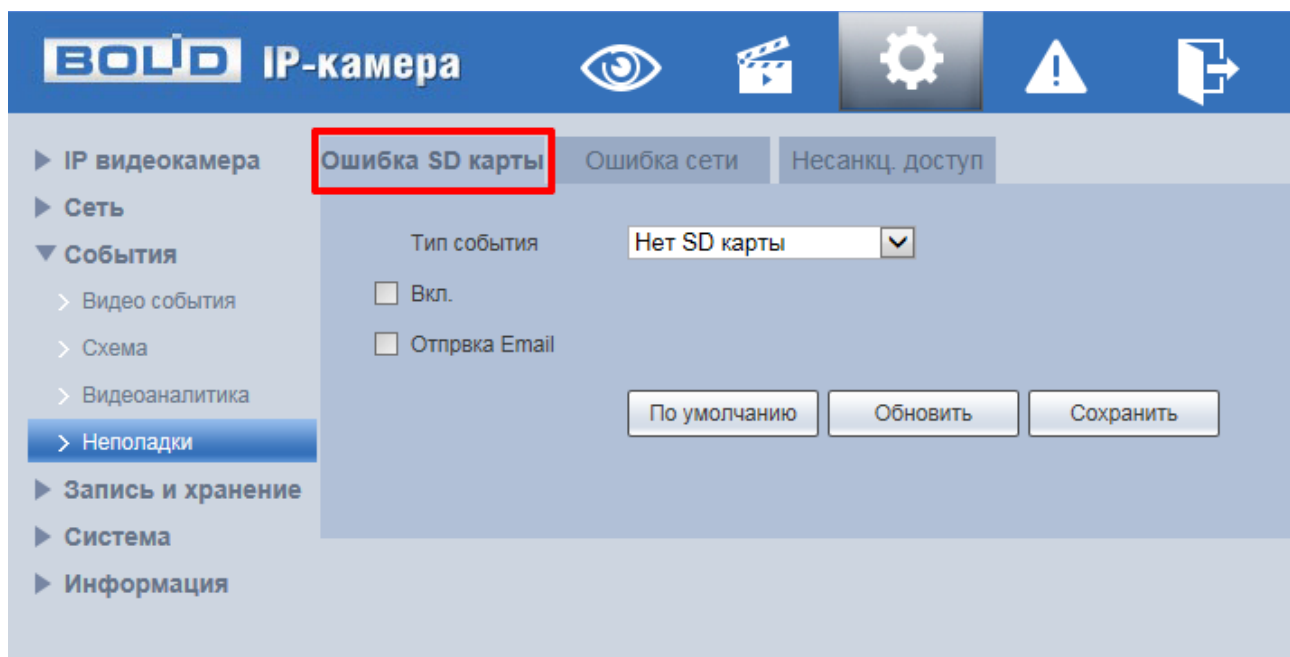 BOLID IP-камера
IP видеокамера
Сеть
События
Видео события
Схема
Видеоаналитика
Неполадки
Запись и хранение
Система
Информация
Ошибка SD карты Ошибка сети Несанкц. доступ
Тип события Нет SD карты
Вкл.
Отпрвка Email
По умолчанию Обновить Сохранить